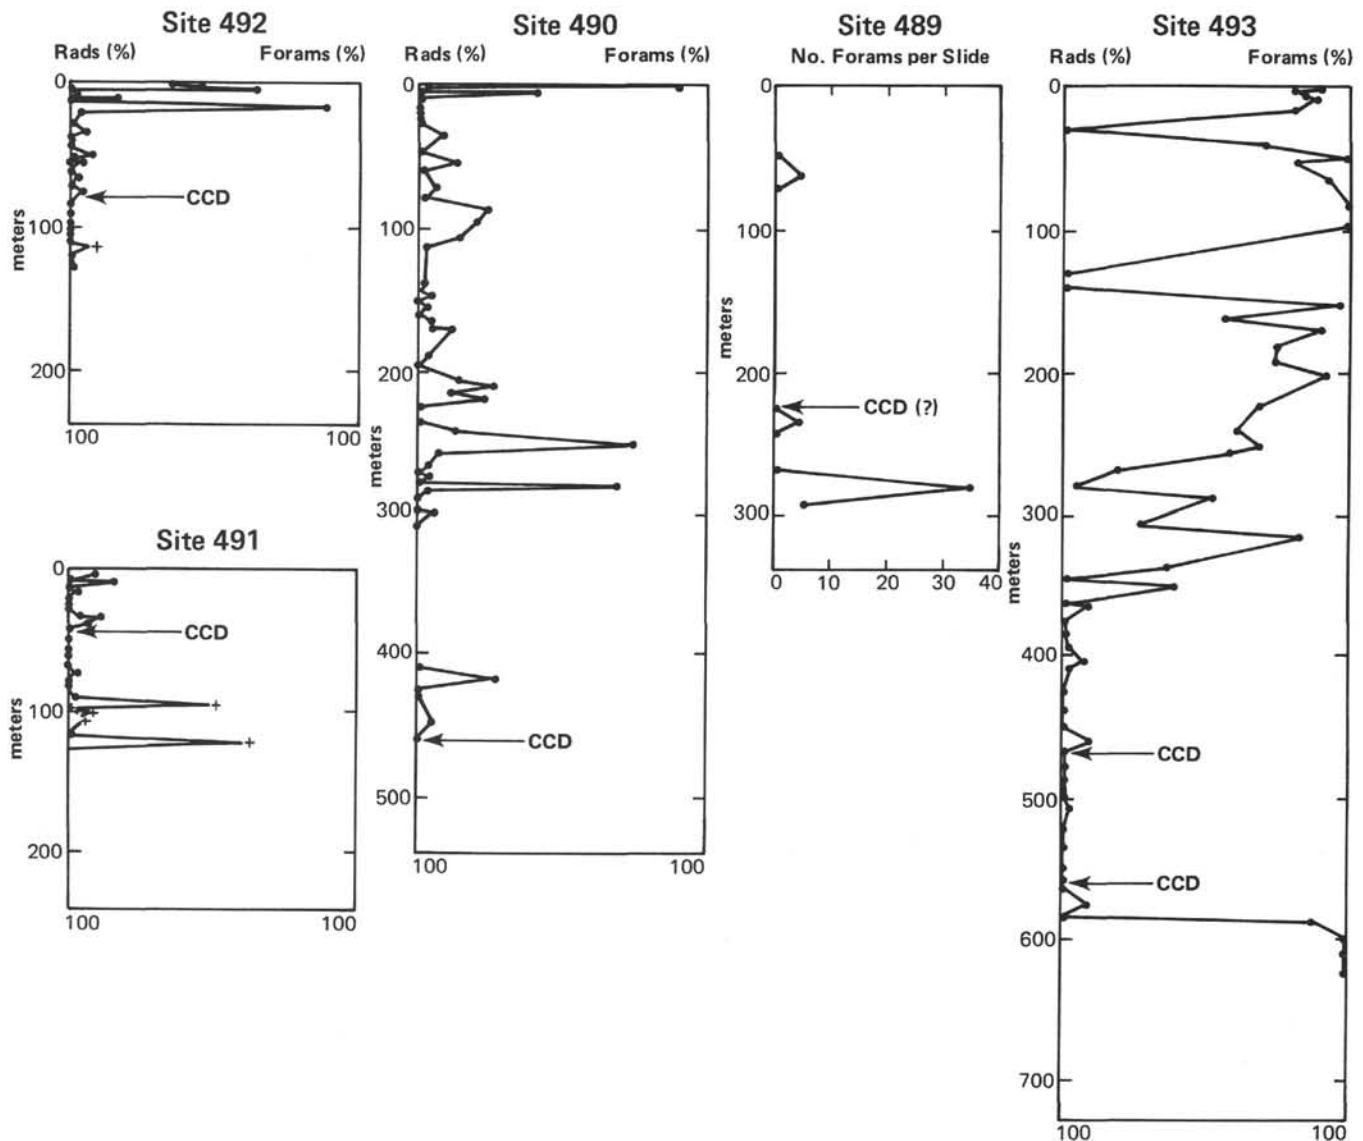 Site 492
Rads (%) Forams (%)
0
100
200
meters
CCD
+
100 100
Site 491
0
100
200
meters
CCD
+
+
+
+
100 100
Site 490
Rads (%) Forams (%)
0
100
200
300
400
500
meters
CCD
100 100
Site 489
No. Forams per Slide
0
100
200
300
meters
CCD (?)
0 10 20 30 40
Site 493
Rads (%) Forams (%)
0
100
200
300
400
500
600
700
meters
CCD
CCD
100 100